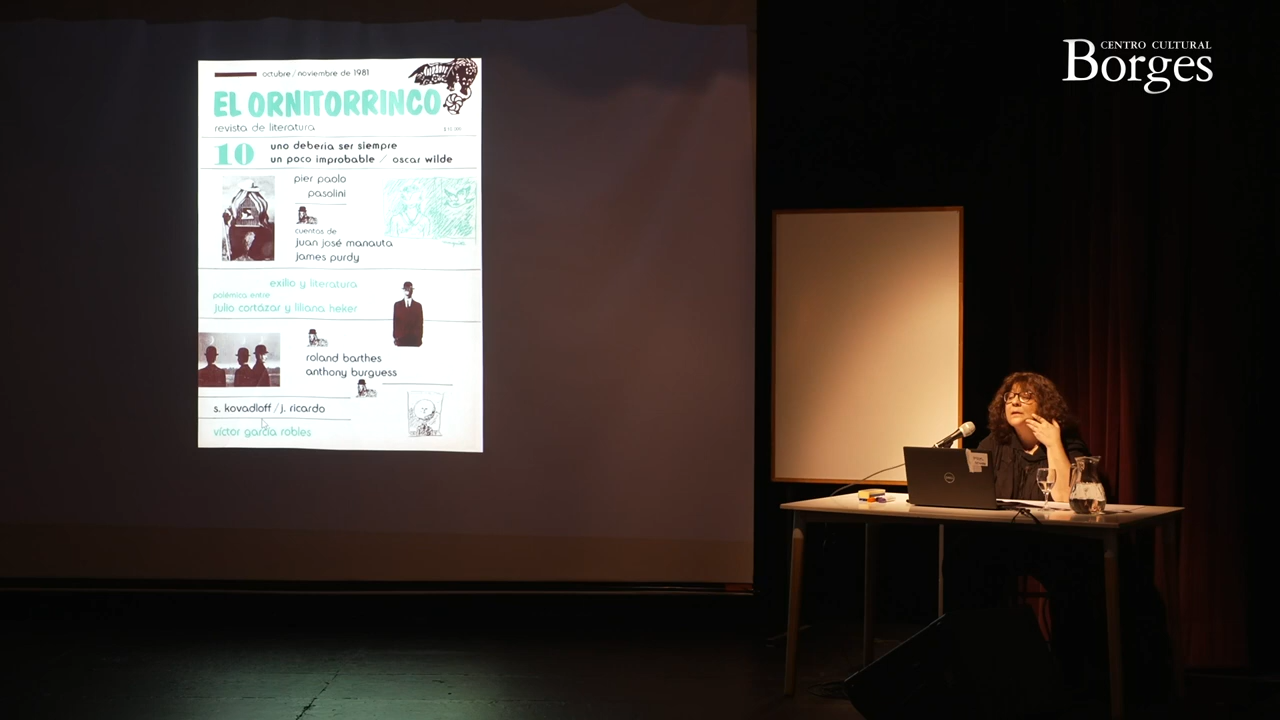 CENTRO CULTURAL
Borges
octubre/noviembre de 1981
EL ORNITORRINCO
revista de literatura
10
uno debería ser siempre
un poco improbable / oscar wilde
pier paolo
pasolini
cuentos de
juan josé manauta
james purdy
exilio y literatura
polémica entre
julio cortázar y liliana heker
roland barthes
anthony burguess
s. kovadloff / j. ricardo
víctor garcía robles
DELL